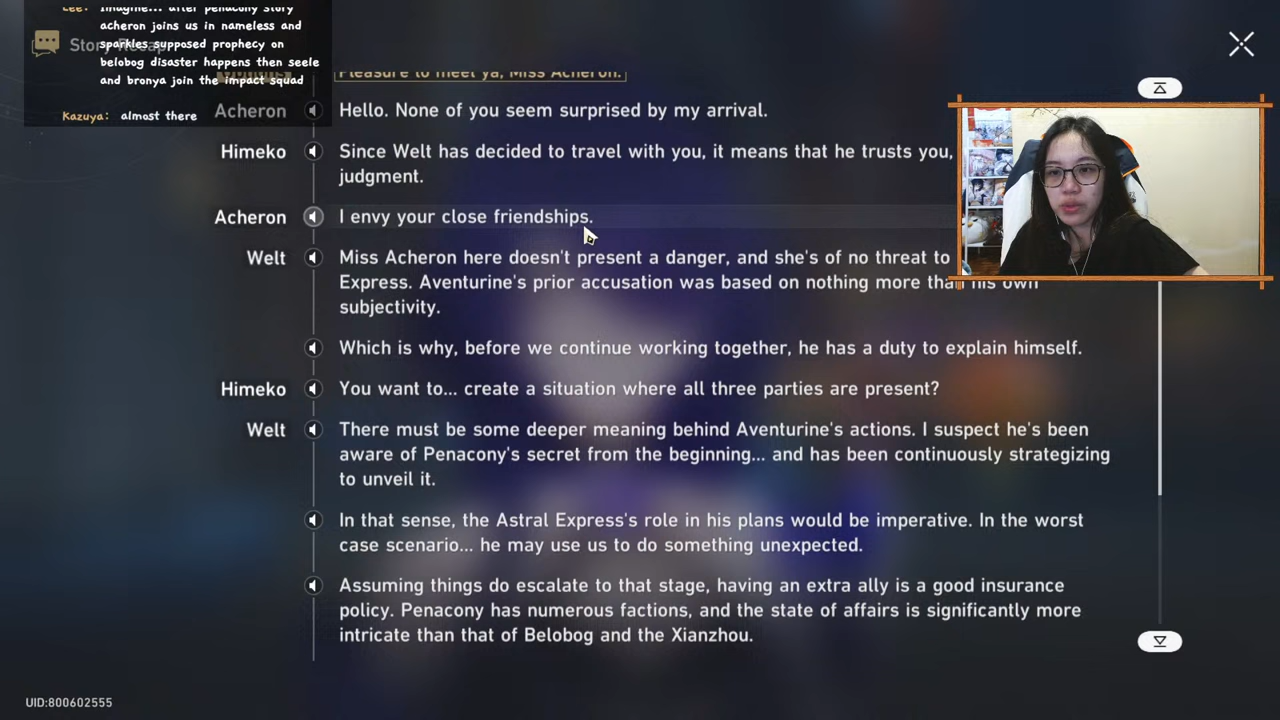 Lee: Imagine... after penacony story
acheron joins us in nameless and
sparkles supposed prophecy on
belobog disaster happens then seele
and bronya join the impact squad
Kazuya: almost there
Story Recap
Pleasure to meet ya, Miss Acheron.
Acheron Hello. None of you seem surprised by my arrival.
Himeko Since Welt has decided to travel with you, it means that he trusts you,
judgment.
Acheron I envy your close friendships.
Welt Miss Acheron here doesn't present a danger, and she's of no threat to
Express. Aventurine's prior accusation was based on nothing more than his own
subjectivity.
Which is why, before we continue working together, he has a duty to explain himself.
Himeko You want to... create a situation where all three parties are present?
Welt There must be some deeper meaning behind Aventurine's actions. I suspect he's been
aware of Penacony's secret from the beginning... and has been continuously strategizing
to unveil it.
In that sense, the Astral Express's role in his plans would be imperative. In the worst
case scenario... he may use us to do something unexpected.
Assuming things do escalate to that stage, having an extra ally is a good insurance
policy. Penacony has numerous factions, and the state of affairs is significantly more
intricate than that of Belobog and the Xianzhou.
UID:800602555